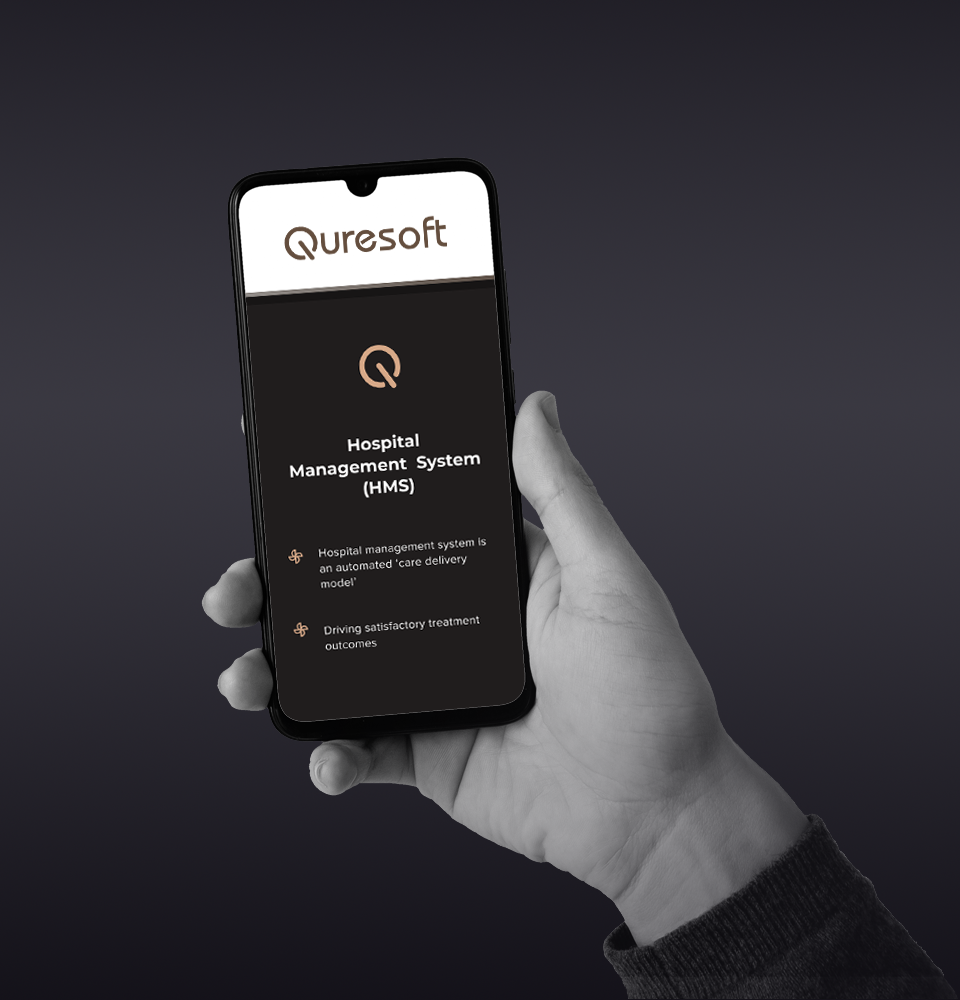 Quresoft
Hospital
Management System
(HMS)
Hospital management system is
an automated ‘care delivery
model’
Driving satisfactory treatment
outcomes